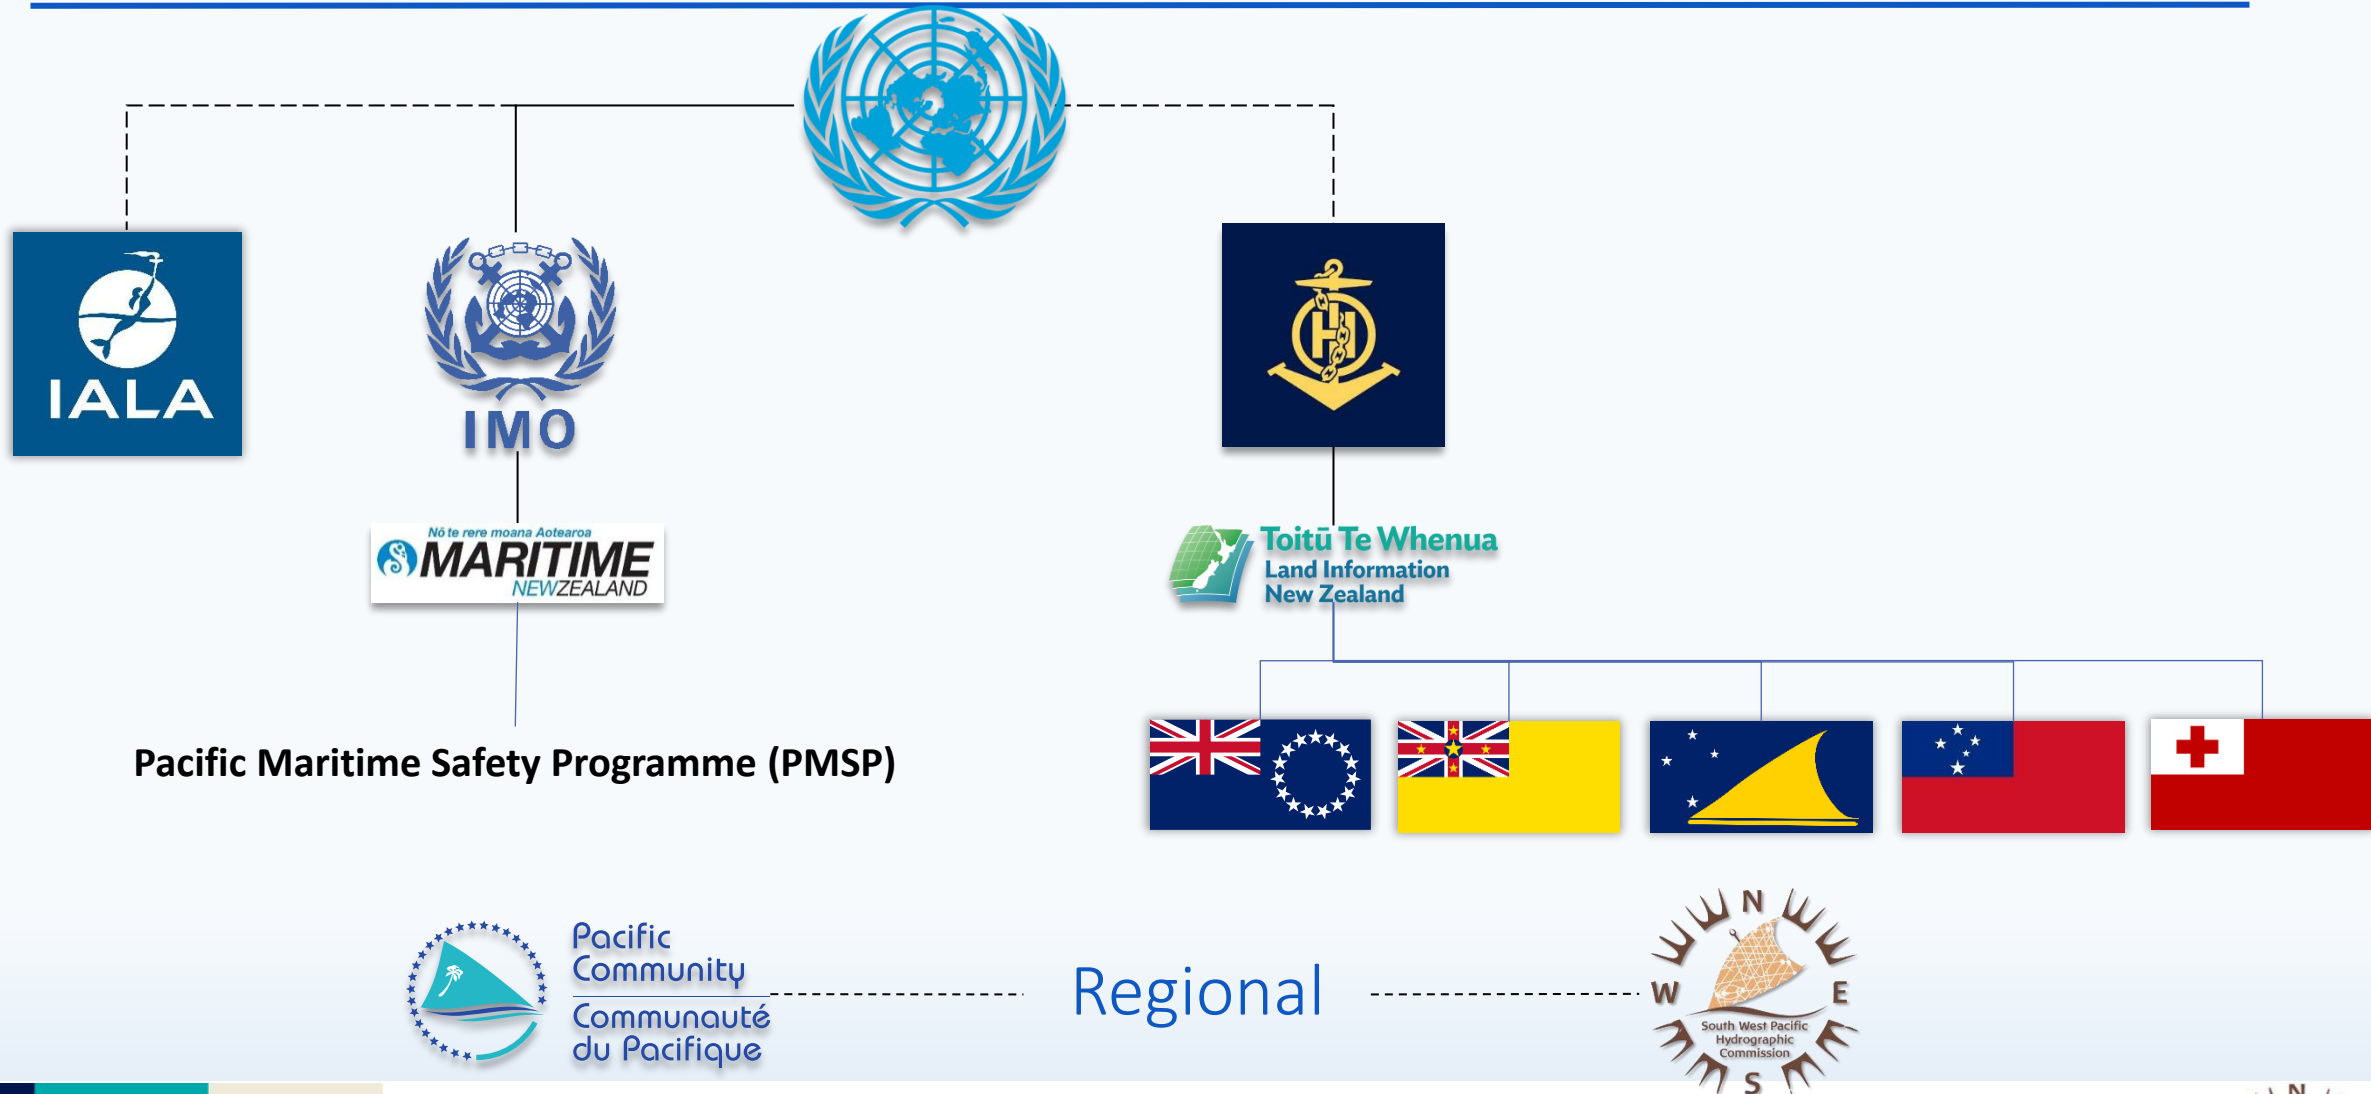 IALA
IMO
Nō te rere moana Aotearoa
MARITIME
NEWZEALAND
Toitū Te Whenua
Land Information
New Zealand
Pacific Maritime Safety Programme (PMSP)
Pacific
Community
Communauté
du Pacifique
Regional
N
W
E
South West Pacific
Hydrographic
Commission
S
N